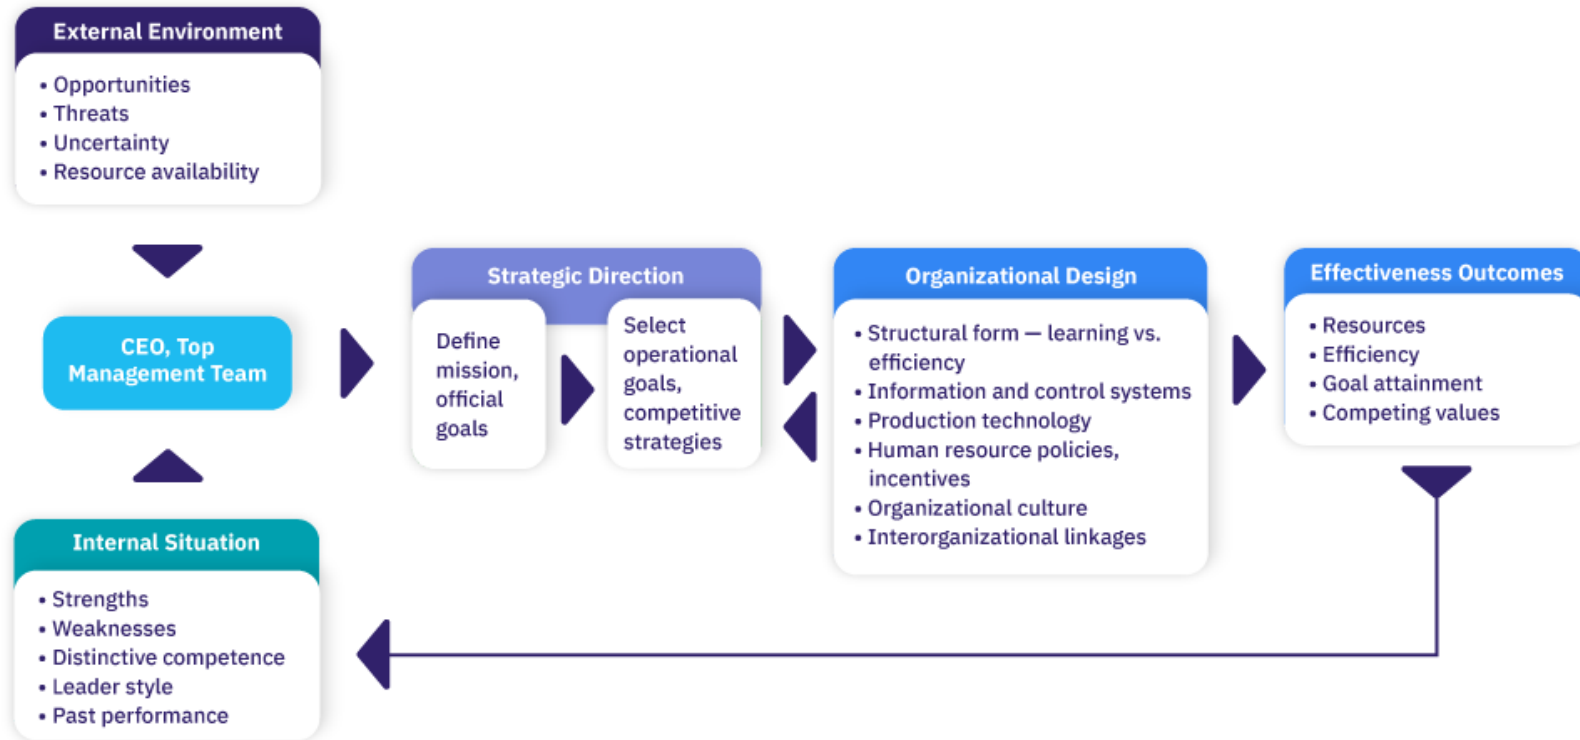 External Environment
• Opportunities
• Threats
• Uncertainty
• Resource availability
CEO, Top
Management Team
Internal Situation
• Strengths
• Weaknesses
• Distinctive competence
• Leader style
• Past performance
Strategic Direction
Define
mission,
official
goals
Select
operational
goals,
competitive
strategies
Organizational Design
• Structural form — learning vs.
efficiency
• Information and control systems
• Production technology
• Human resource policies,
incentives
• Organizational culture
• Interorganizational linkages
Effectiveness Outcomes
• Resources
• Efficiency
• Goal attainment
• Competing values